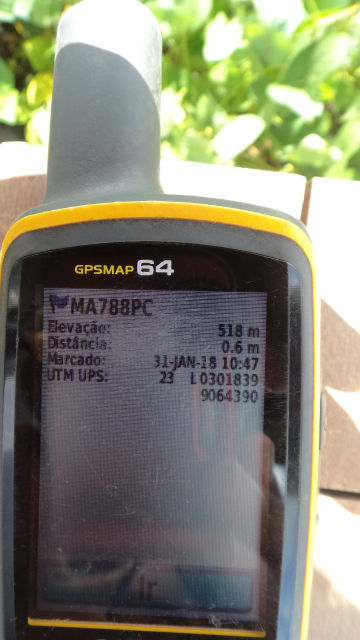 GPSMAP 64
MA788PC
Elevação: 518 m
Distância: 0.6 m
Marcado: 31-JAN-18 10:47
UTM UPS: 23 L 0301839
9064390
Ir